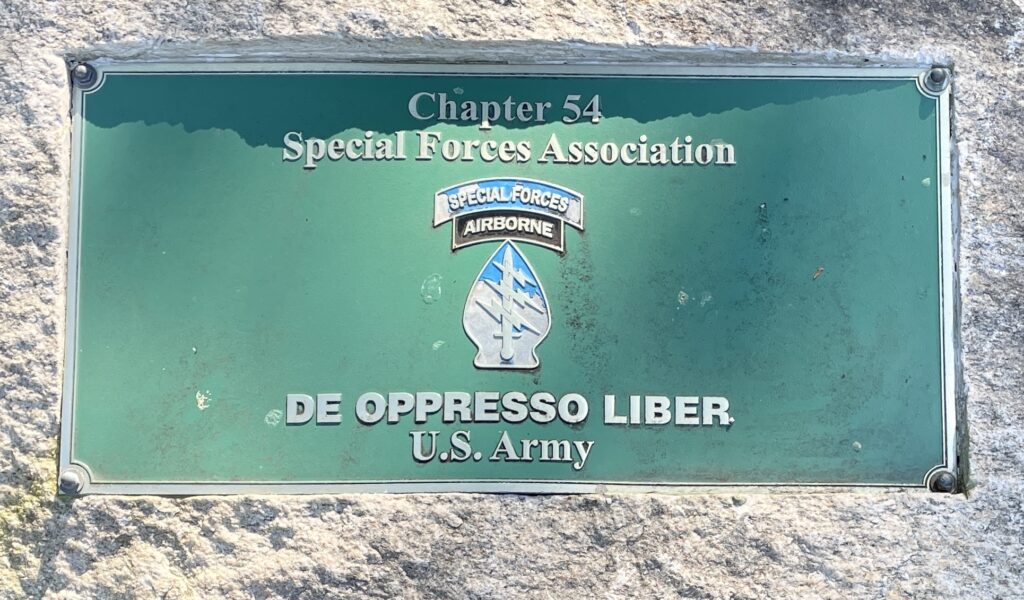 Chapter 54
Special Forces Association
SPECIAL FORCES
AIRBORNE
DE OPPRESSO LIBER.
U.S. Army